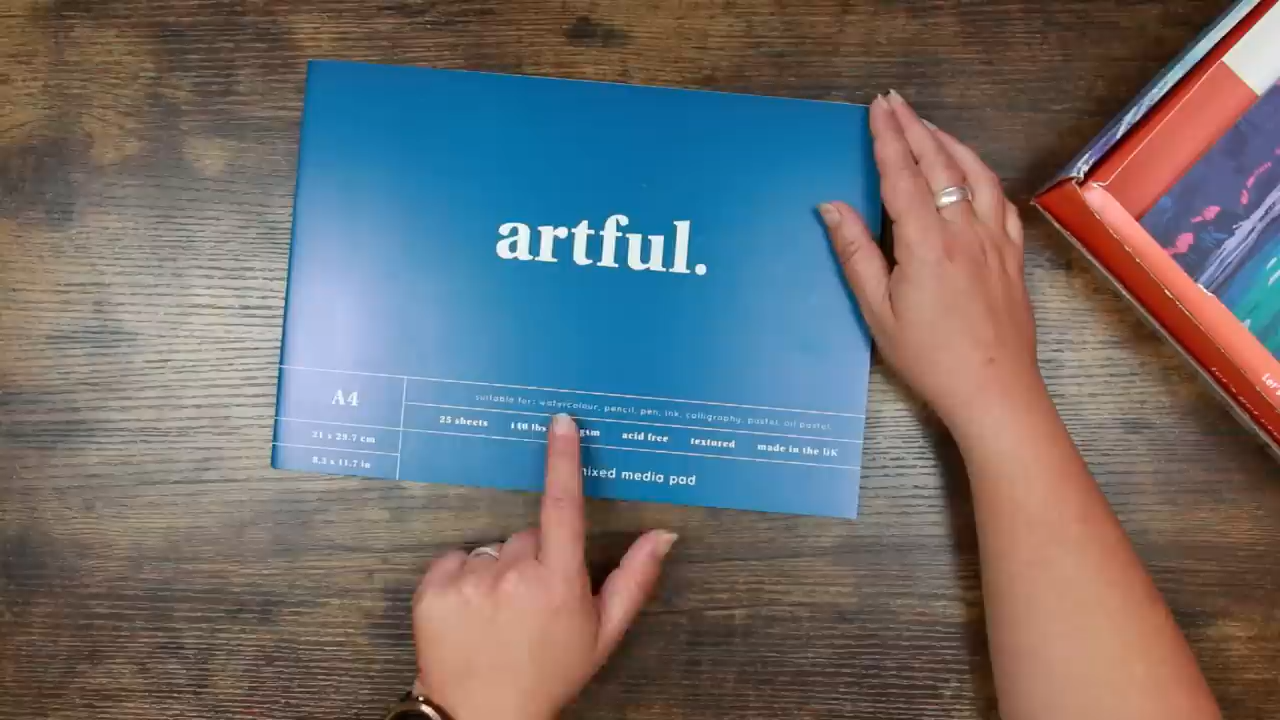 artful.
A4
suitable for: watercolour, pencil, pen, ink, calligraphy, pastel, oil pastel.
25 sheets 140 lbs gsm acid free textured made in the UK
21 x 29.7 cm
8.3 x 11.7 in
mixed media pad